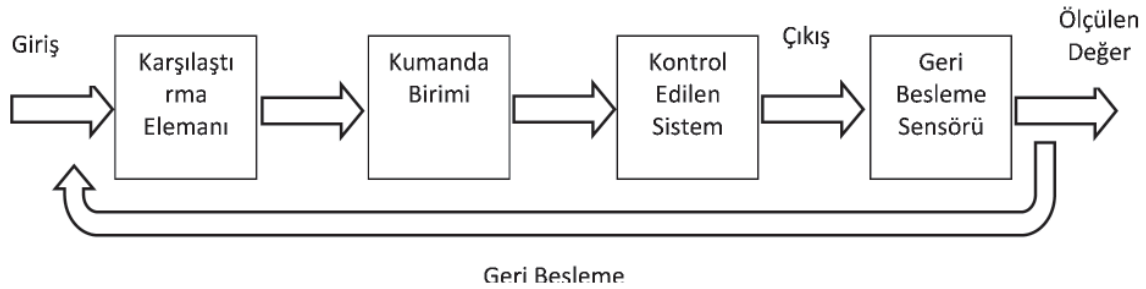 Giriş
Karşılaştı
rma
Elemanı
Kumanda
Birimi
Kontrol
Edilen
Sistem
Çıkış
Geri
Besleme
Sensörü
Ölçülen
Değer
Geri Besleme